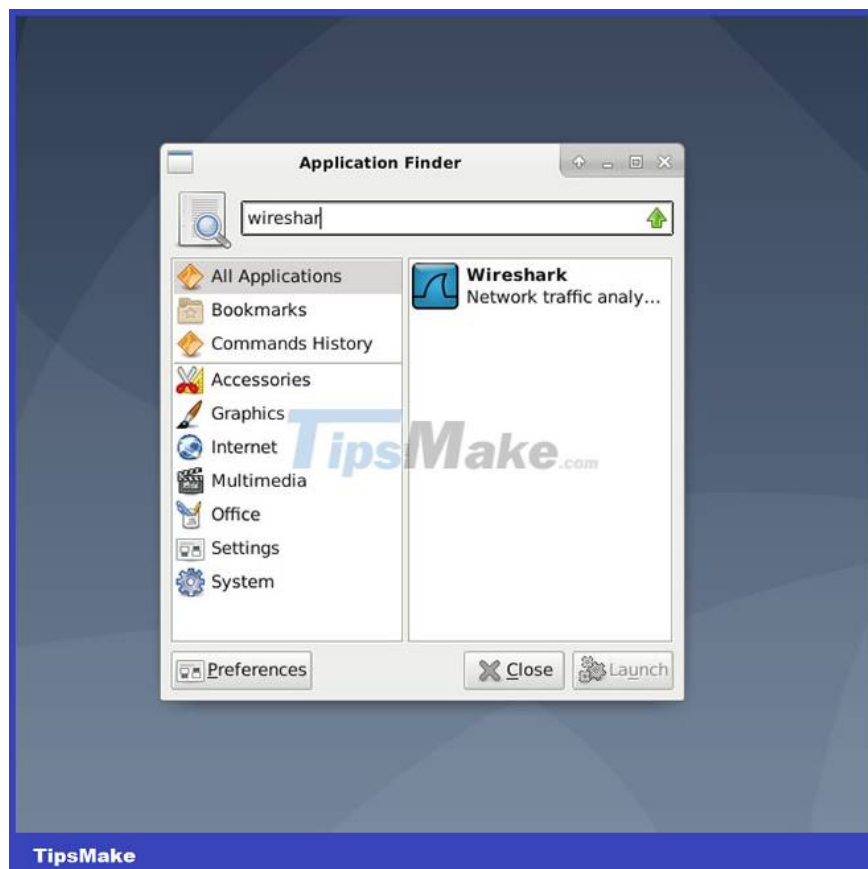 Application Finder
wireshar
All Applications
Bookmarks
Commands History
Accessories
Graphics
Internet
Multimedia
Office
Settings
System
Wireshark
Network traffic analy...
TipsMake.com
Preferences
Close
Launch
TipsMake